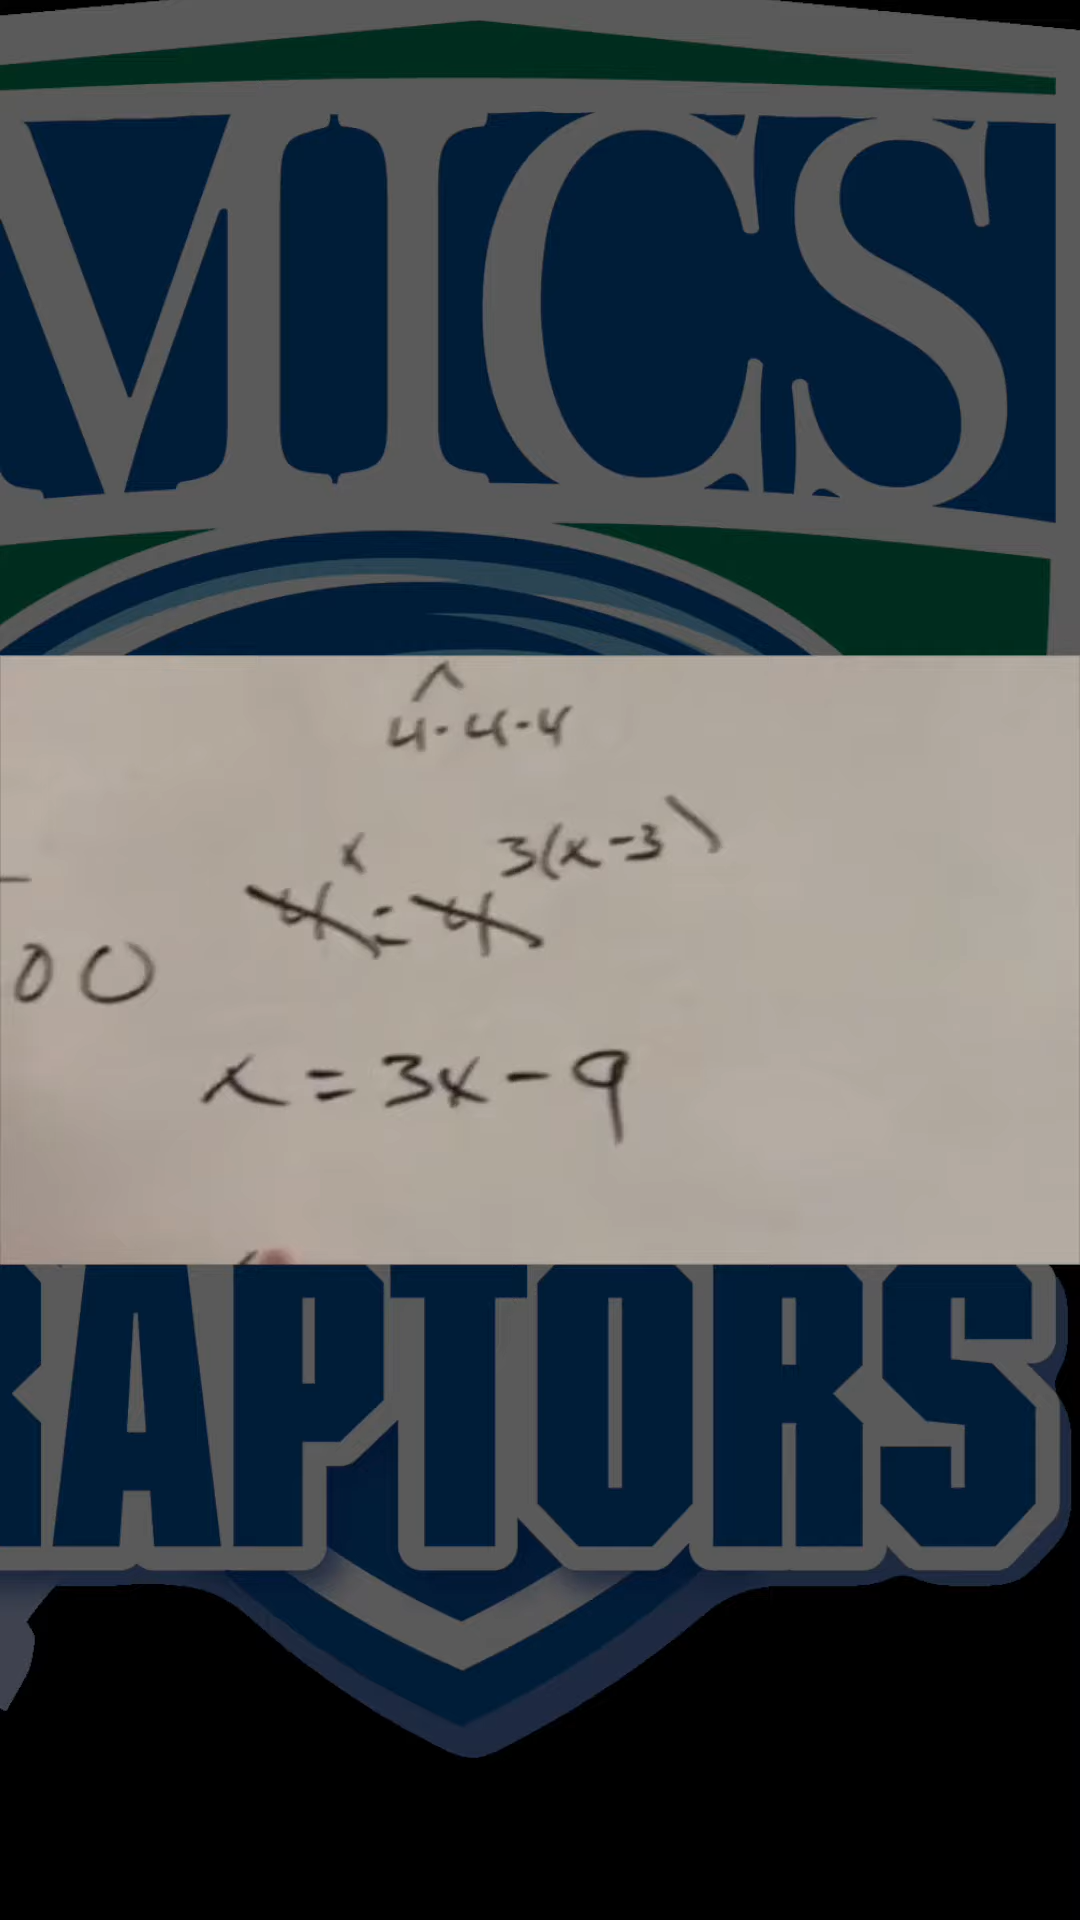 MICS
4·4·4
4^x = 4^3(x-3)
00
x = 3x - 9
RAPTORS